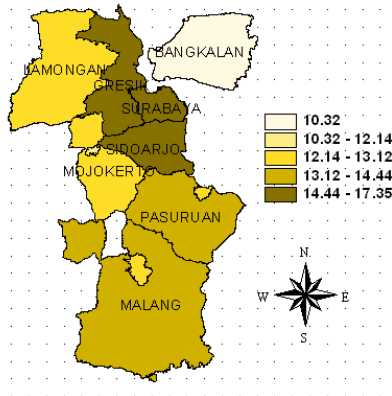 BANGKALAN
LAMONGAN
GRESIK
SURABAYA
SIDOARJO
MOJOKERTO
PASURUAN
MALANG
10.32
10.32 - 12.14
12.14 - 13.12
13.12 - 14.44
14.44 - 17.35
N
W E
S